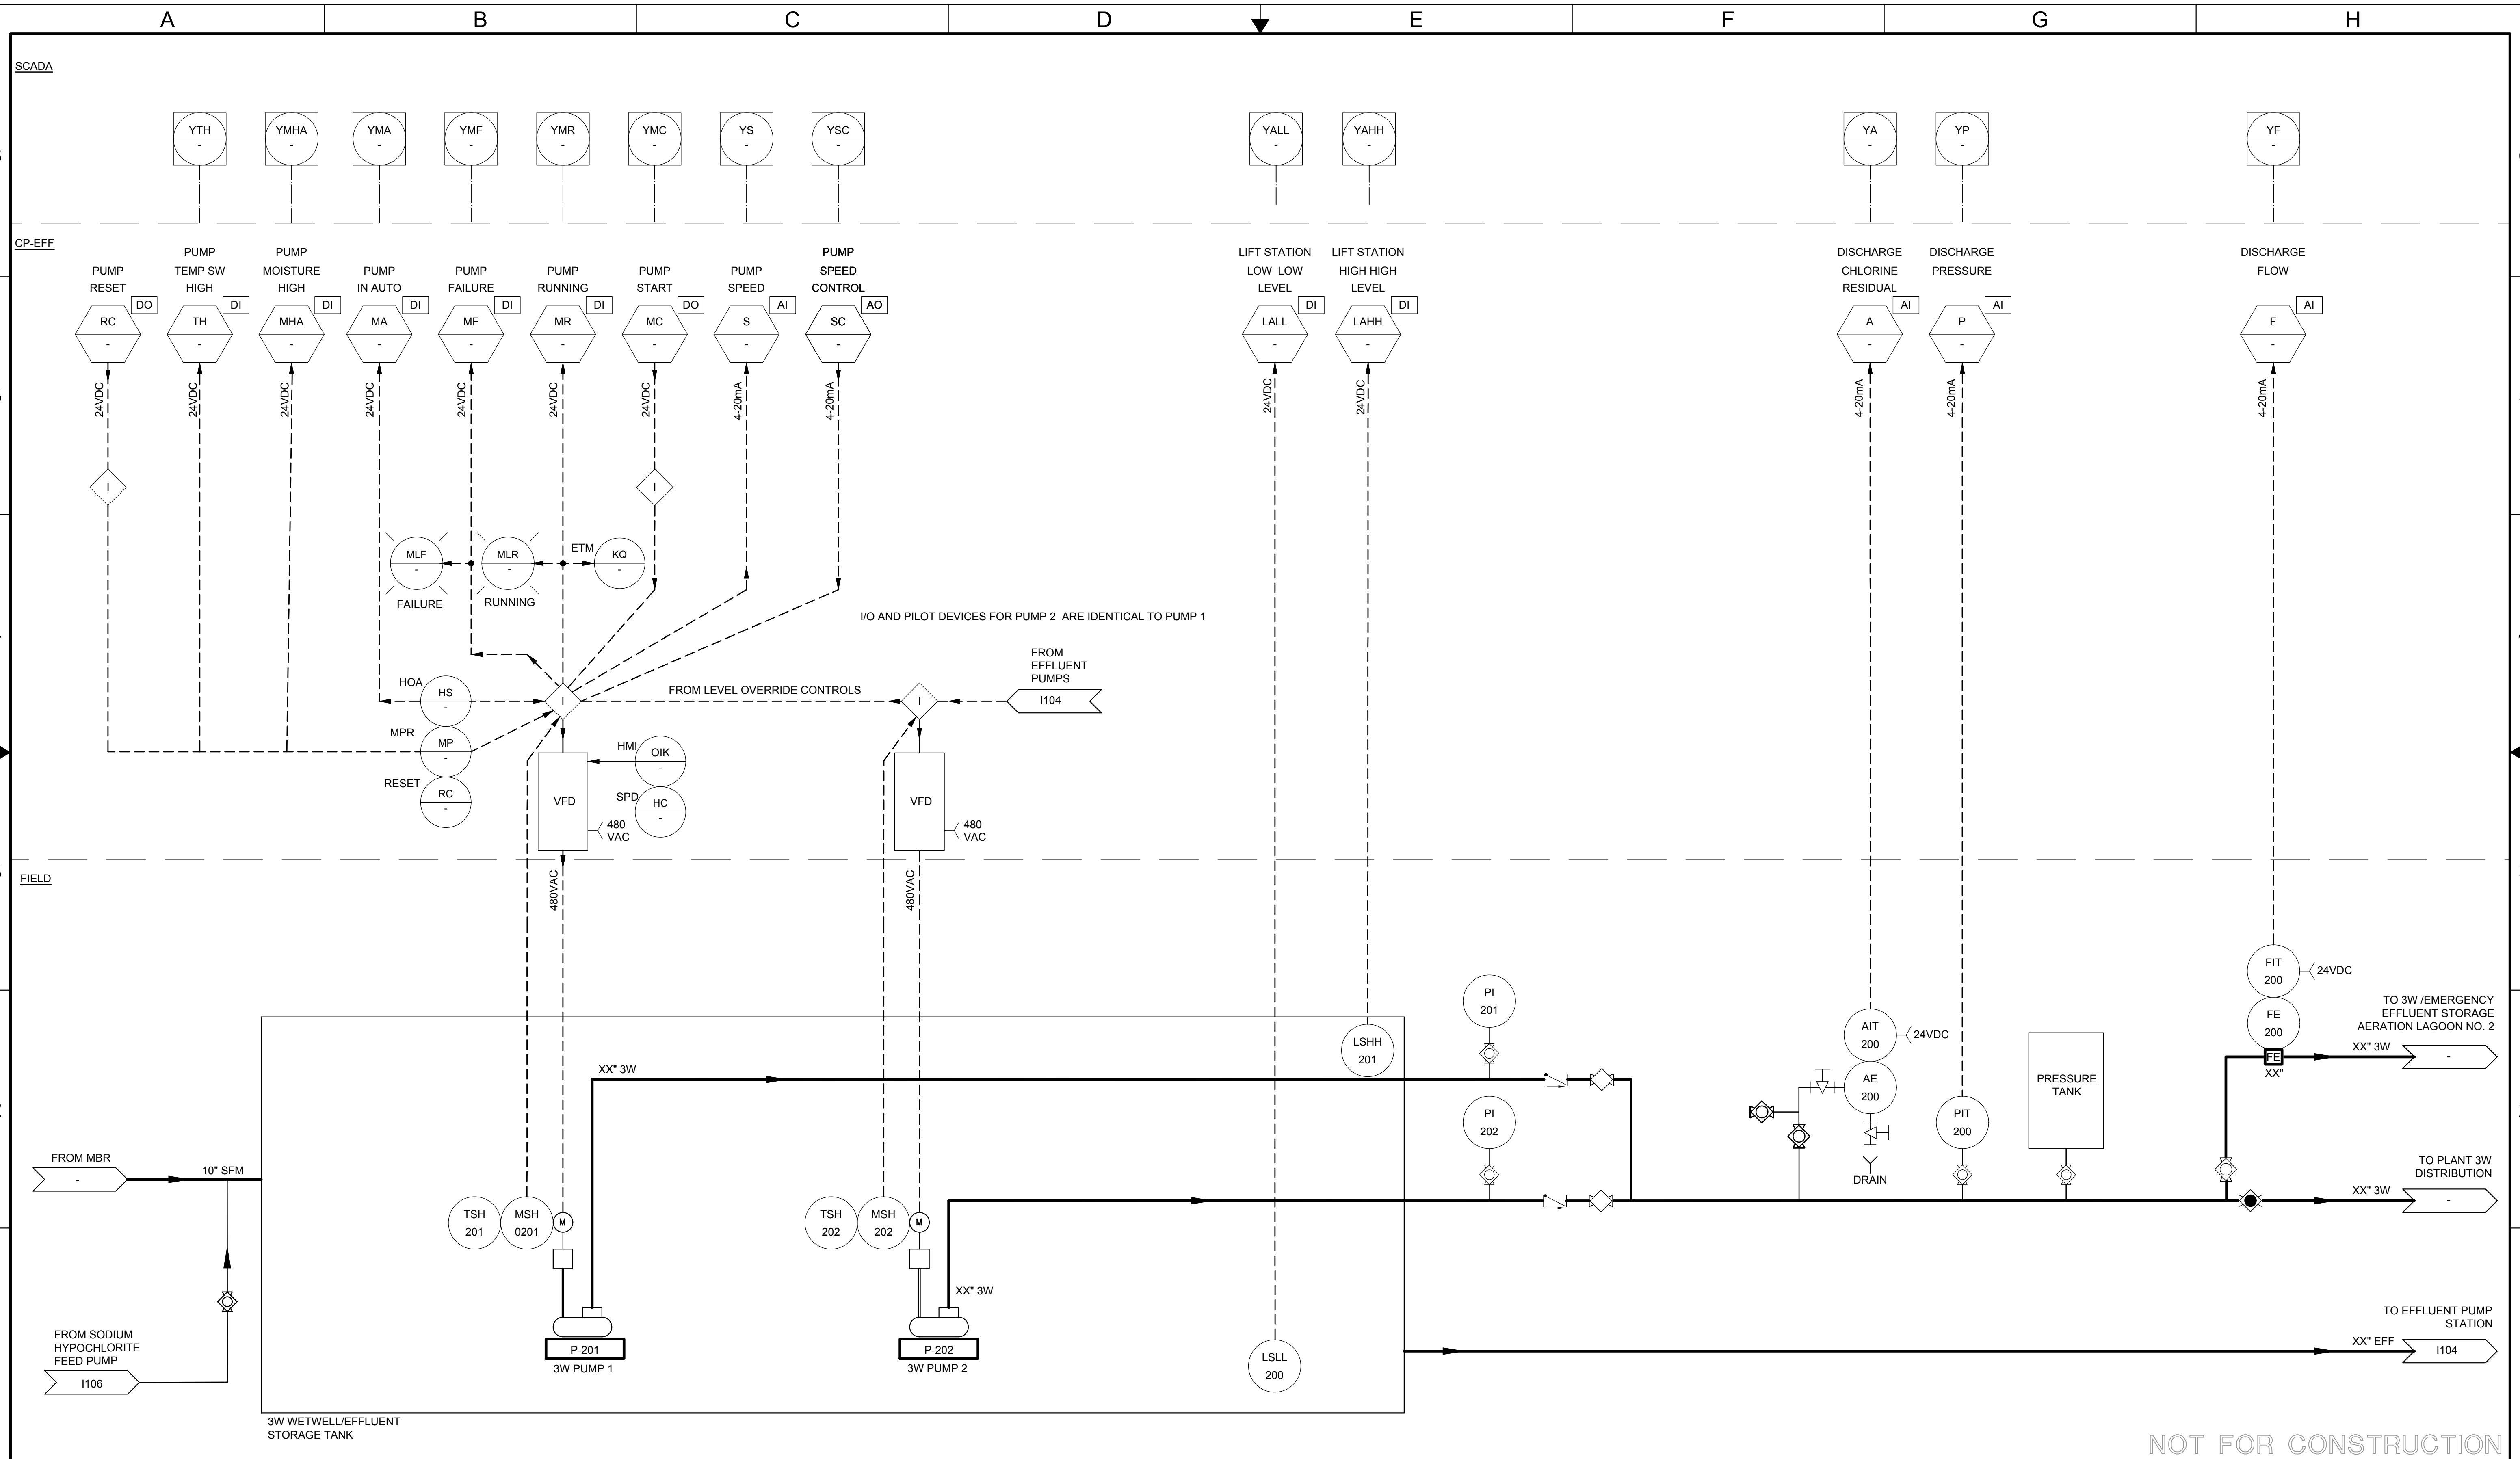 A
B
C
D
E
F
G
H
SCADA
YTH
-
YMHA
-
YMA
-
YMF
-
YMR
-
YMC
-
YS
-
YSC
-
YALL
-
YAHH
-
YA
-
YP
-
YF
-
CP-EFF
PUMP
RESET
DO
RC
-
24VDC
PUMP
TEMP SW
HIGH
DI
TH
-
24VDC
PUMP
MOISTURE
HIGH
DI
MHA
-
24VDC
PUMP
IN AUTO
DI
MA
-
24VDC
PUMP
FAILURE
DI
MF
-
24VDC
PUMP
RUNNING
DI
MR
-
24VDC
PUMP
START
DO
MC
-
24VDC
PUMP
SPEED
AI
S
-
4-20mA
PUMP
SPEED
CONTROL
AO
SC
-
4-20mA
LIFT STATION
LOW LOW
LEVEL
DI
LALL
-
24VDC
LIFT STATION
HIGH HIGH
LEVEL
DI
LAHH
-
24VDC
DISCHARGE
CHLORINE
RESIDUAL
AI
A
-
4-20mA
DISCHARGE
PRESSURE
AI
P
-
4-20mA
DISCHARGE
FLOW
AI
F
-
4-20mA
I
I
MLF
-
FAILURE
MLR
-
RUNNING
ETM
KQ
-
I/O AND PILOT DEVICES FOR PUMP 2 ARE IDENTICAL TO PUMP 1
HOA
HS
-
MPR
MP
-
RESET
RC
-
I
FROM LEVEL OVERRIDE CONTROLS
I
FROM
EFFLUENT
PUMPS
I104
HMI
OIK
-
SPD
HC
-
VFD
480
VAC
VFD
480
VAC
FIELD
480VAC
480VAC
FIT
200
24VDC
FE
200
FE
XX"
TO 3W /EMERGENCY
EFFLUENT STORAGE
AERATION LAGOON NO. 2
XX" 3W
-
PI
201
LSHH
201
AIT
200
24VDC
AE
200
DRAIN
PIT
200
PRESSURE
TANK
XX" 3W
PI
202
FROM MBR
-
10" SFM
TO PLANT 3W
DISTRIBUTION
XX" 3W
-
TSH
201
MSH
0201
M
TSH
202
MSH
202
M
XX" 3W
P-201
3W PUMP 1
P-202
3W PUMP 2
LSLL
200
FROM SODIUM
HYPOCHLORITE
FEED PUMP
I106
TO EFFLUENT PUMP
STATION
XX" EFF
I104
3W WETWELL/EFFLUENT
STORAGE TANK
NOT FOR CONSTRUCTION